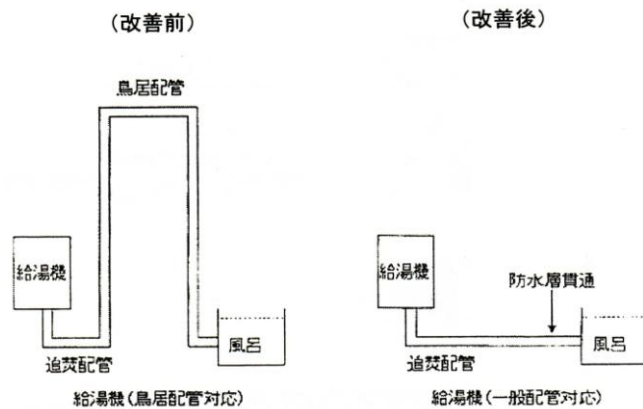 （改善前）
鳥居配管
給湯機
風呂
追焚配管
給湯機（鳥居配管対応）
（改善後）
給湯機
防水層貫通
風呂
追焚配管
給湯機（一般配管対応）